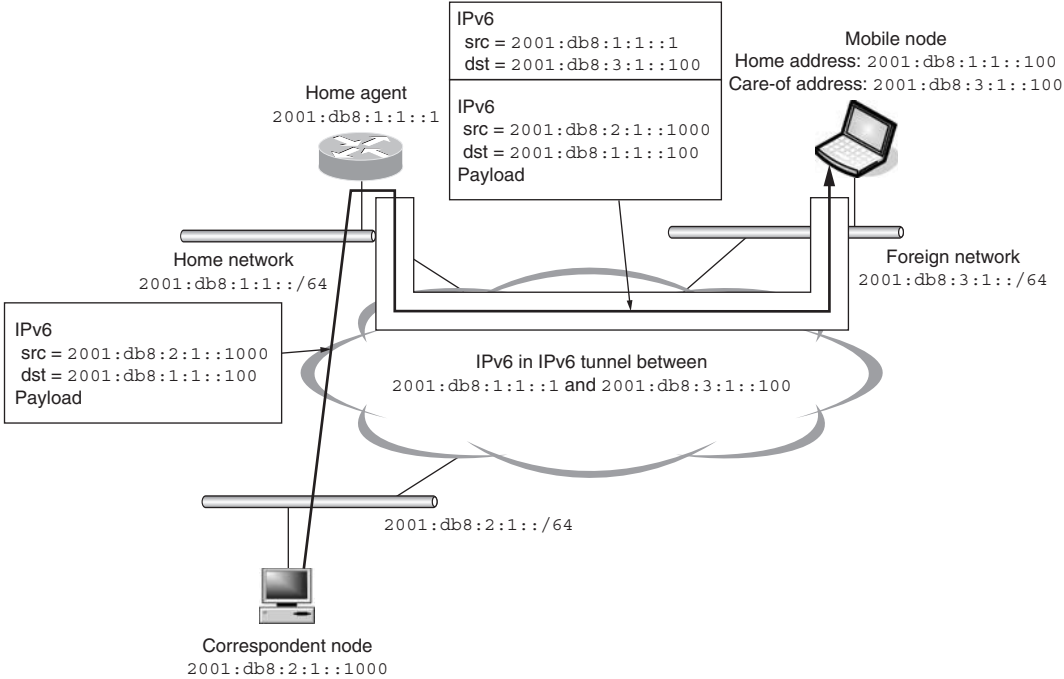 IPv6
src = 2001:db8:1:1::1
dst = 2001:db8:3:1::100
IPv6
src = 2001:db8:2:1::1000
dst = 2001:db8:1:1::100
Payload
Mobile node
Home address: 2001:db8:1:1::100
Care-of address: 2001:db8:3:1::100
Home agent
2001:db8:1:1::1
Home network
2001:db8:1:1::/64
Foreign network
2001:db8:3:1::/64
IPv6
src = 2001:db8:2:1::1000
dst = 2001:db8:1:1::100
Payload
IPv6 in IPv6 tunnel between
2001:db8:1:1::1 and 2001:db8:3:1::100
2001:db8:2:1::/64
Correspondent node
2001:db8:2:1::1000